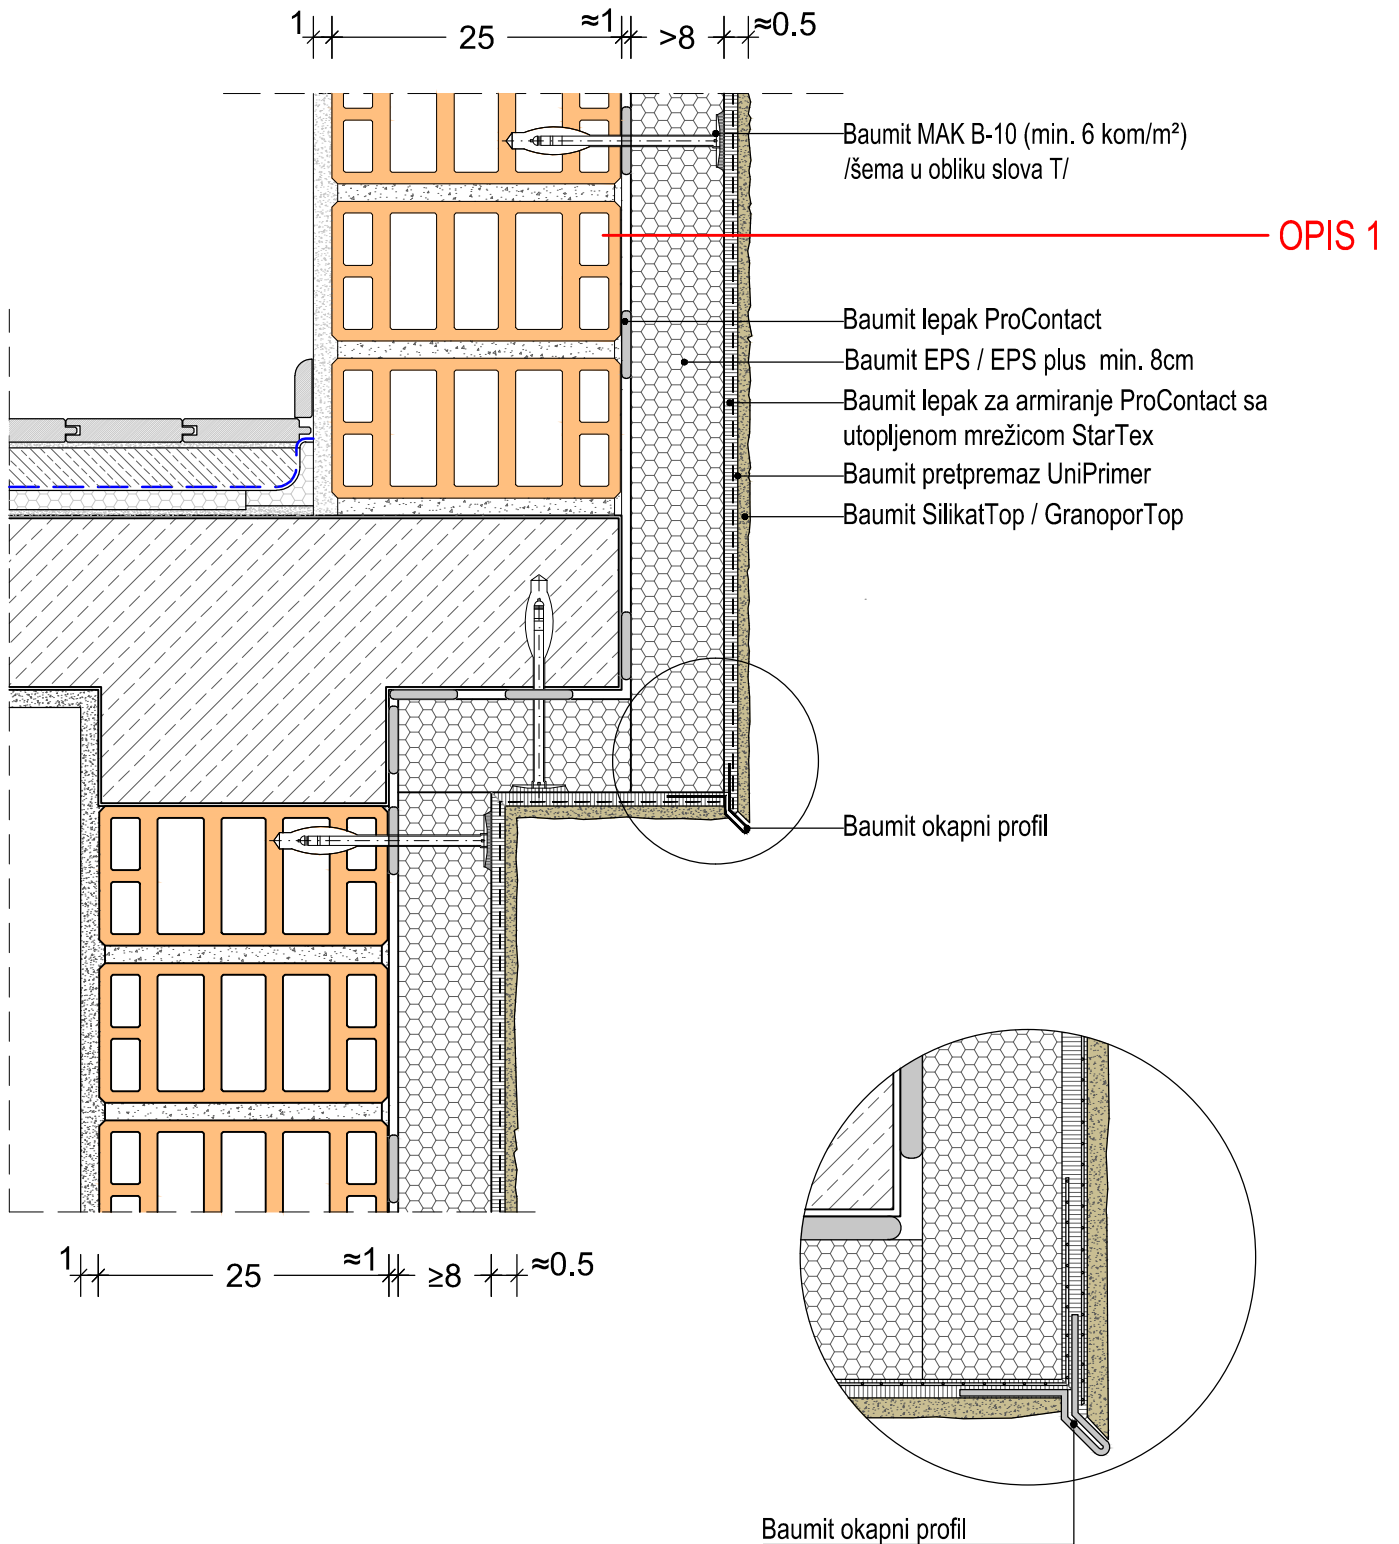 1
25
≈1
>8
≈0.5
Baumit MAK B-10 (min. 6 kom/m²)
/šema u obliku slova T/
OPIS 1
Baumit lepak ProContact
Baumit EPS / EPS plus min. 8cm
Baumit lepak za armiranje ProContact sa
utopljenom mrežicom StarTex
Baumit pretpremaz UniPrimer
Baumit SilikatTop / GranoporTop
Baumit okapni profil
1
25
≈1
≥8
≈0.5
Baumit okapni profil